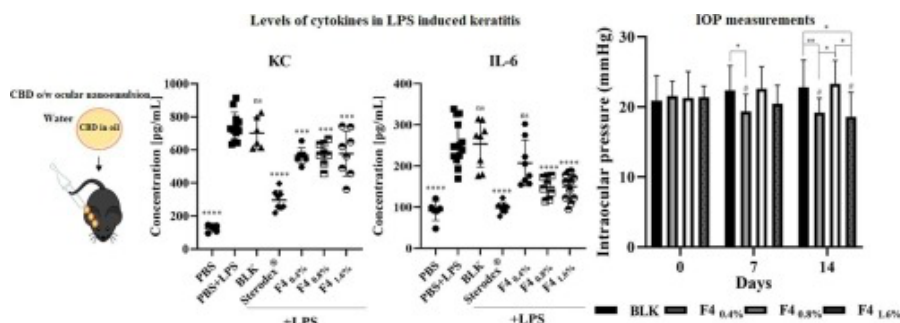 Levels of cytokines in LPS induced keratitis
IOP measurements
KC
IL-6
CBD o/w ocular nanoemulsion
Water
CBD in oil
Concentration [pg/mL]
1000
800
600
400
200
0
****
ns
****
***
***
***
PBS
PBS+LPS
BLK
Sterodex®
F4 0.4%
F4 0.8%
F4 1.6%
+LPS
Concentration [pg/mL]
400
300
200
100
0
****
ns
****
ns
****
****
PBS
PBS+LPS
BLK
Sterodex®
F4 0.4%
F4 0.8%
F4 1.6%
+LPS
Intraocular pressure (mmHg)
30
20
10
0
*
#
*
**
*
*
#
#
0
7
14
Days
BLK
F4 0.4%
F4 0.8%
F4 1.6%